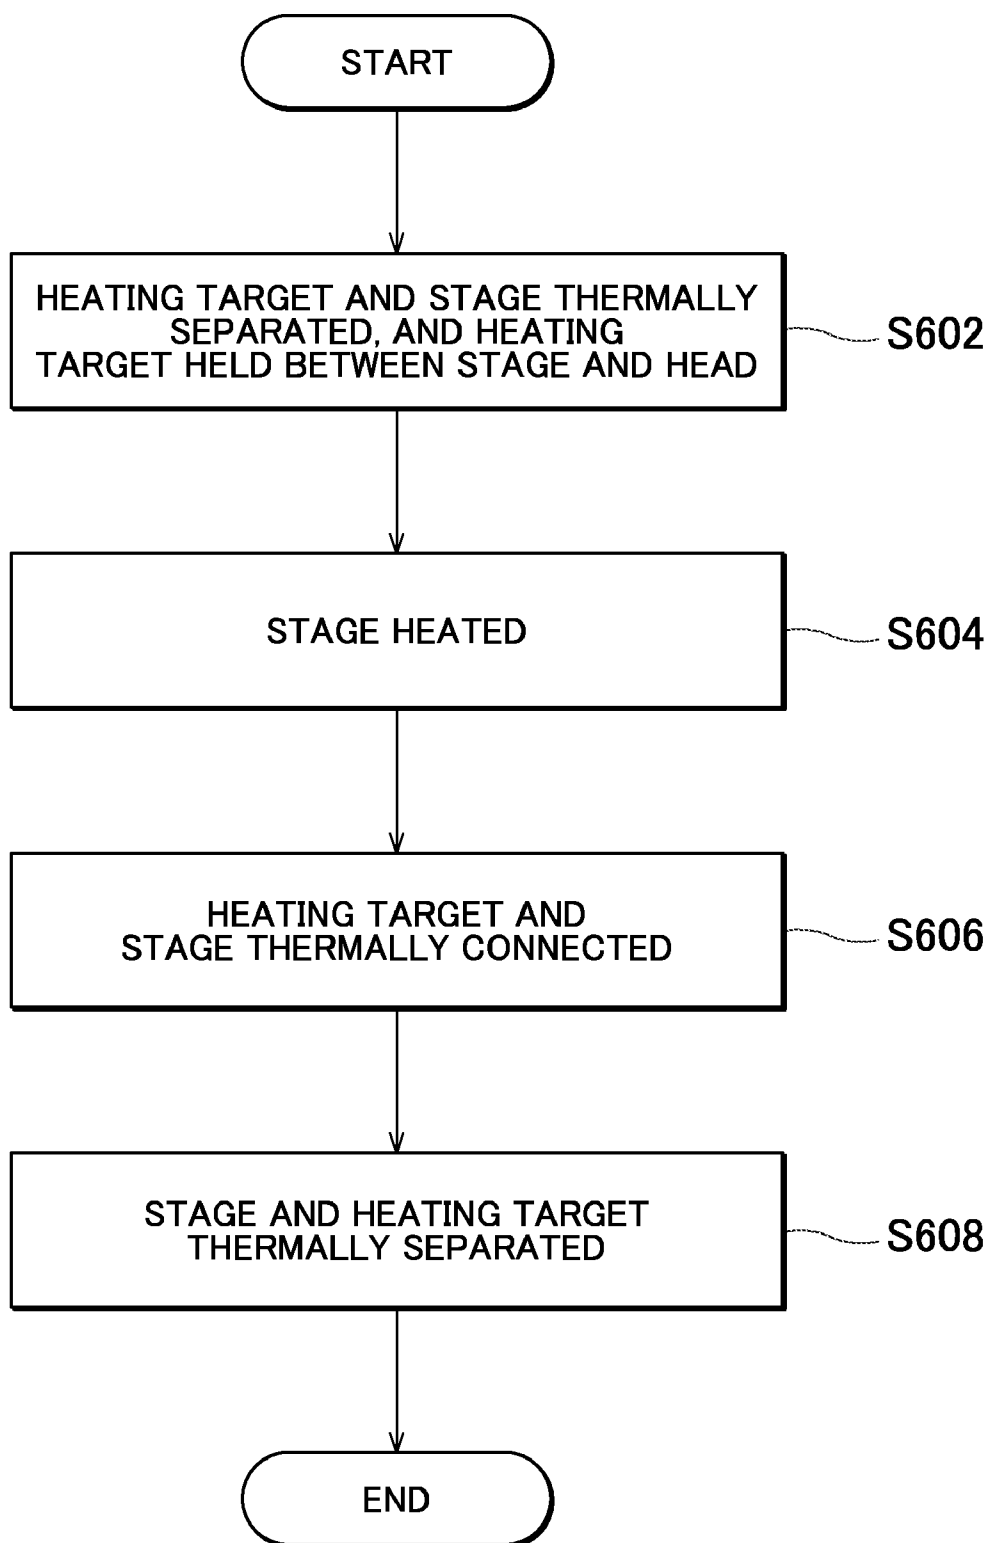 START
HEATING TARGET AND STAGE THERMALLY
SEPARATED, AND HEATING
TARGET HELD BETWEEN STAGE AND HEAD
S602
STAGE HEATED
S604
HEATING TARGET AND
STAGE THERMALLY CONNECTED
S606
STAGE AND HEATING TARGET
THERMALLY SEPARATED
S608
END